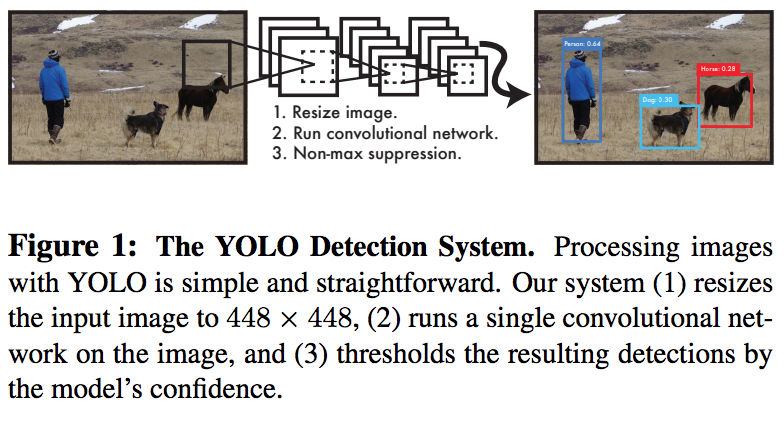 Person: 0.64
Horse: 0.28
Dog: 0.30
1. Resize image.
2. Run convolutional network.
3. Non-max suppression.
Figure 1: The YOLO Detection System. Processing images
with YOLO is simple and straightforward. Our system (1) resizes
the input image to 448 × 448, (2) runs a single convolutional net-
work on the image, and (3) thresholds the resulting detections by
the model’s confidence.